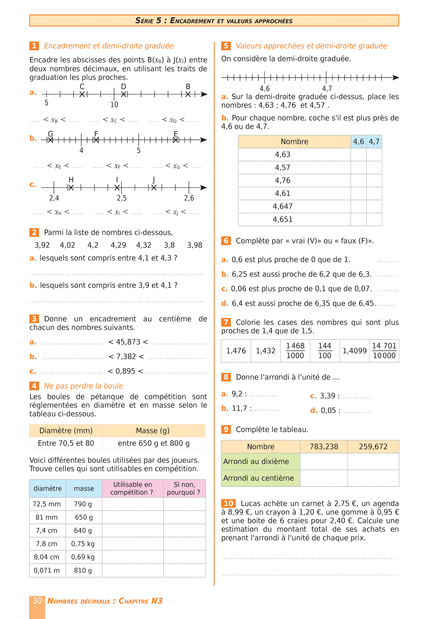 SÉRIE 5 : ENCADREMENT ET VALEURS APPROCHÉES
1 Encadrement et demi-droite graduée
Encadre les abscisses des points B(xB) à J(xJ) entre
deux nombres décimaux, en utilisant les traits de
graduation les plus proches.
a. C D B
5 10
..... < xB < ..... ..... < xC < ..... ..... < xD < .....
b. G F E
4 5
..... < xE < ..... ..... < xF < ..... ..... < xG < .....
c. H I J
2,4 2,5 2,6
..... < xH < ..... ..... < xI < ..... ..... < xJ < .....
2 Parmi la liste de nombres ci-dessous,
3,92 4,02 4,2 4,29 4,32 3,8 3,98
a. lesquels sont compris entre 4,1 et 4,3 ?
b. lesquels sont compris entre 3,9 et 4,1 ?
3 Donne un encadrement au centième de
chacun des nombres suivants.
a. ..................... < 45,873 < .....................
b. ..................... < 7,382 < .....................
c. ..................... < 0,895 < .....................
4 Ne pas perdre la boule
Les boules de pétanque de compétition sont
réglementées en diamètre et en masse selon le
tableau ci-dessous.
Diamètre (mm) Masse (g)
Entre 70,5 et 80 entre 650 g et 800 g
Voici différentes boules utilisées par des joueurs.
Trouve celles qui sont utilisables en compétition.
diamètre masse Utilisable en compétition ? Si non, pourquoi ?
72,5 mm 790 g
81 mm 650 g
7,4 cm 640 g
7,8 cm 0,75 kg
8,04 cm 0,69 kg
0,071 m 810 g
30 NOMBRES DÉCIMAUX : CHAPITRE N3
5 Valeurs approchées et demi-droite graduée
On considère la demi-droite graduée.
4,6 4,7
a. Sur la demi-droite graduée ci-dessus, place les
nombres : 4,63 ; 4,76 et 4,57 .
b. Pour chaque nombre, coche s'il est plus près de
4,6 ou de 4,7.
Nombre 4,6 4,7
4,63
4,57
4,76
4,61
4,647
4,651
6 Complète par « vrai (V)» ou « faux (F)».
a. 0,6 est plus proche de 0 que de 1. ..........
b. 6,25 est aussi proche de 6,2 que de 6,3. ..........
c. 0,06 est plus proche de 0,1 que de 0,07. ..........
d. 6,4 est aussi proche de 6,35 que de 6,45. .........
7 Colorie les cases des nombres qui sont plus
proches de 1,4 que de 1,5.
1,476 1,432 1 468/1000 144/100 1,4099 14 701/10 000
8 Donne l'arrondi à l'unité de ...
a. 9,2 : ............ c. 3,39 : ............
b. 11,7 : ............ d. 0,05 : ............
9 Complète le tableau.
Nombre 783,238 259,672
Arrondi au dixième
Arrondi au centième
10 Lucas achète un carnet à 2,75 €, un agenda
à 8,99 €, un crayon à 1,20 €, une gomme à 0,95 €
et une boite de 6 craies pour 2,40 €. Calcule une
estimation du montant total de ses achats en
prenant l'arrondi à l'unité de chaque prix.